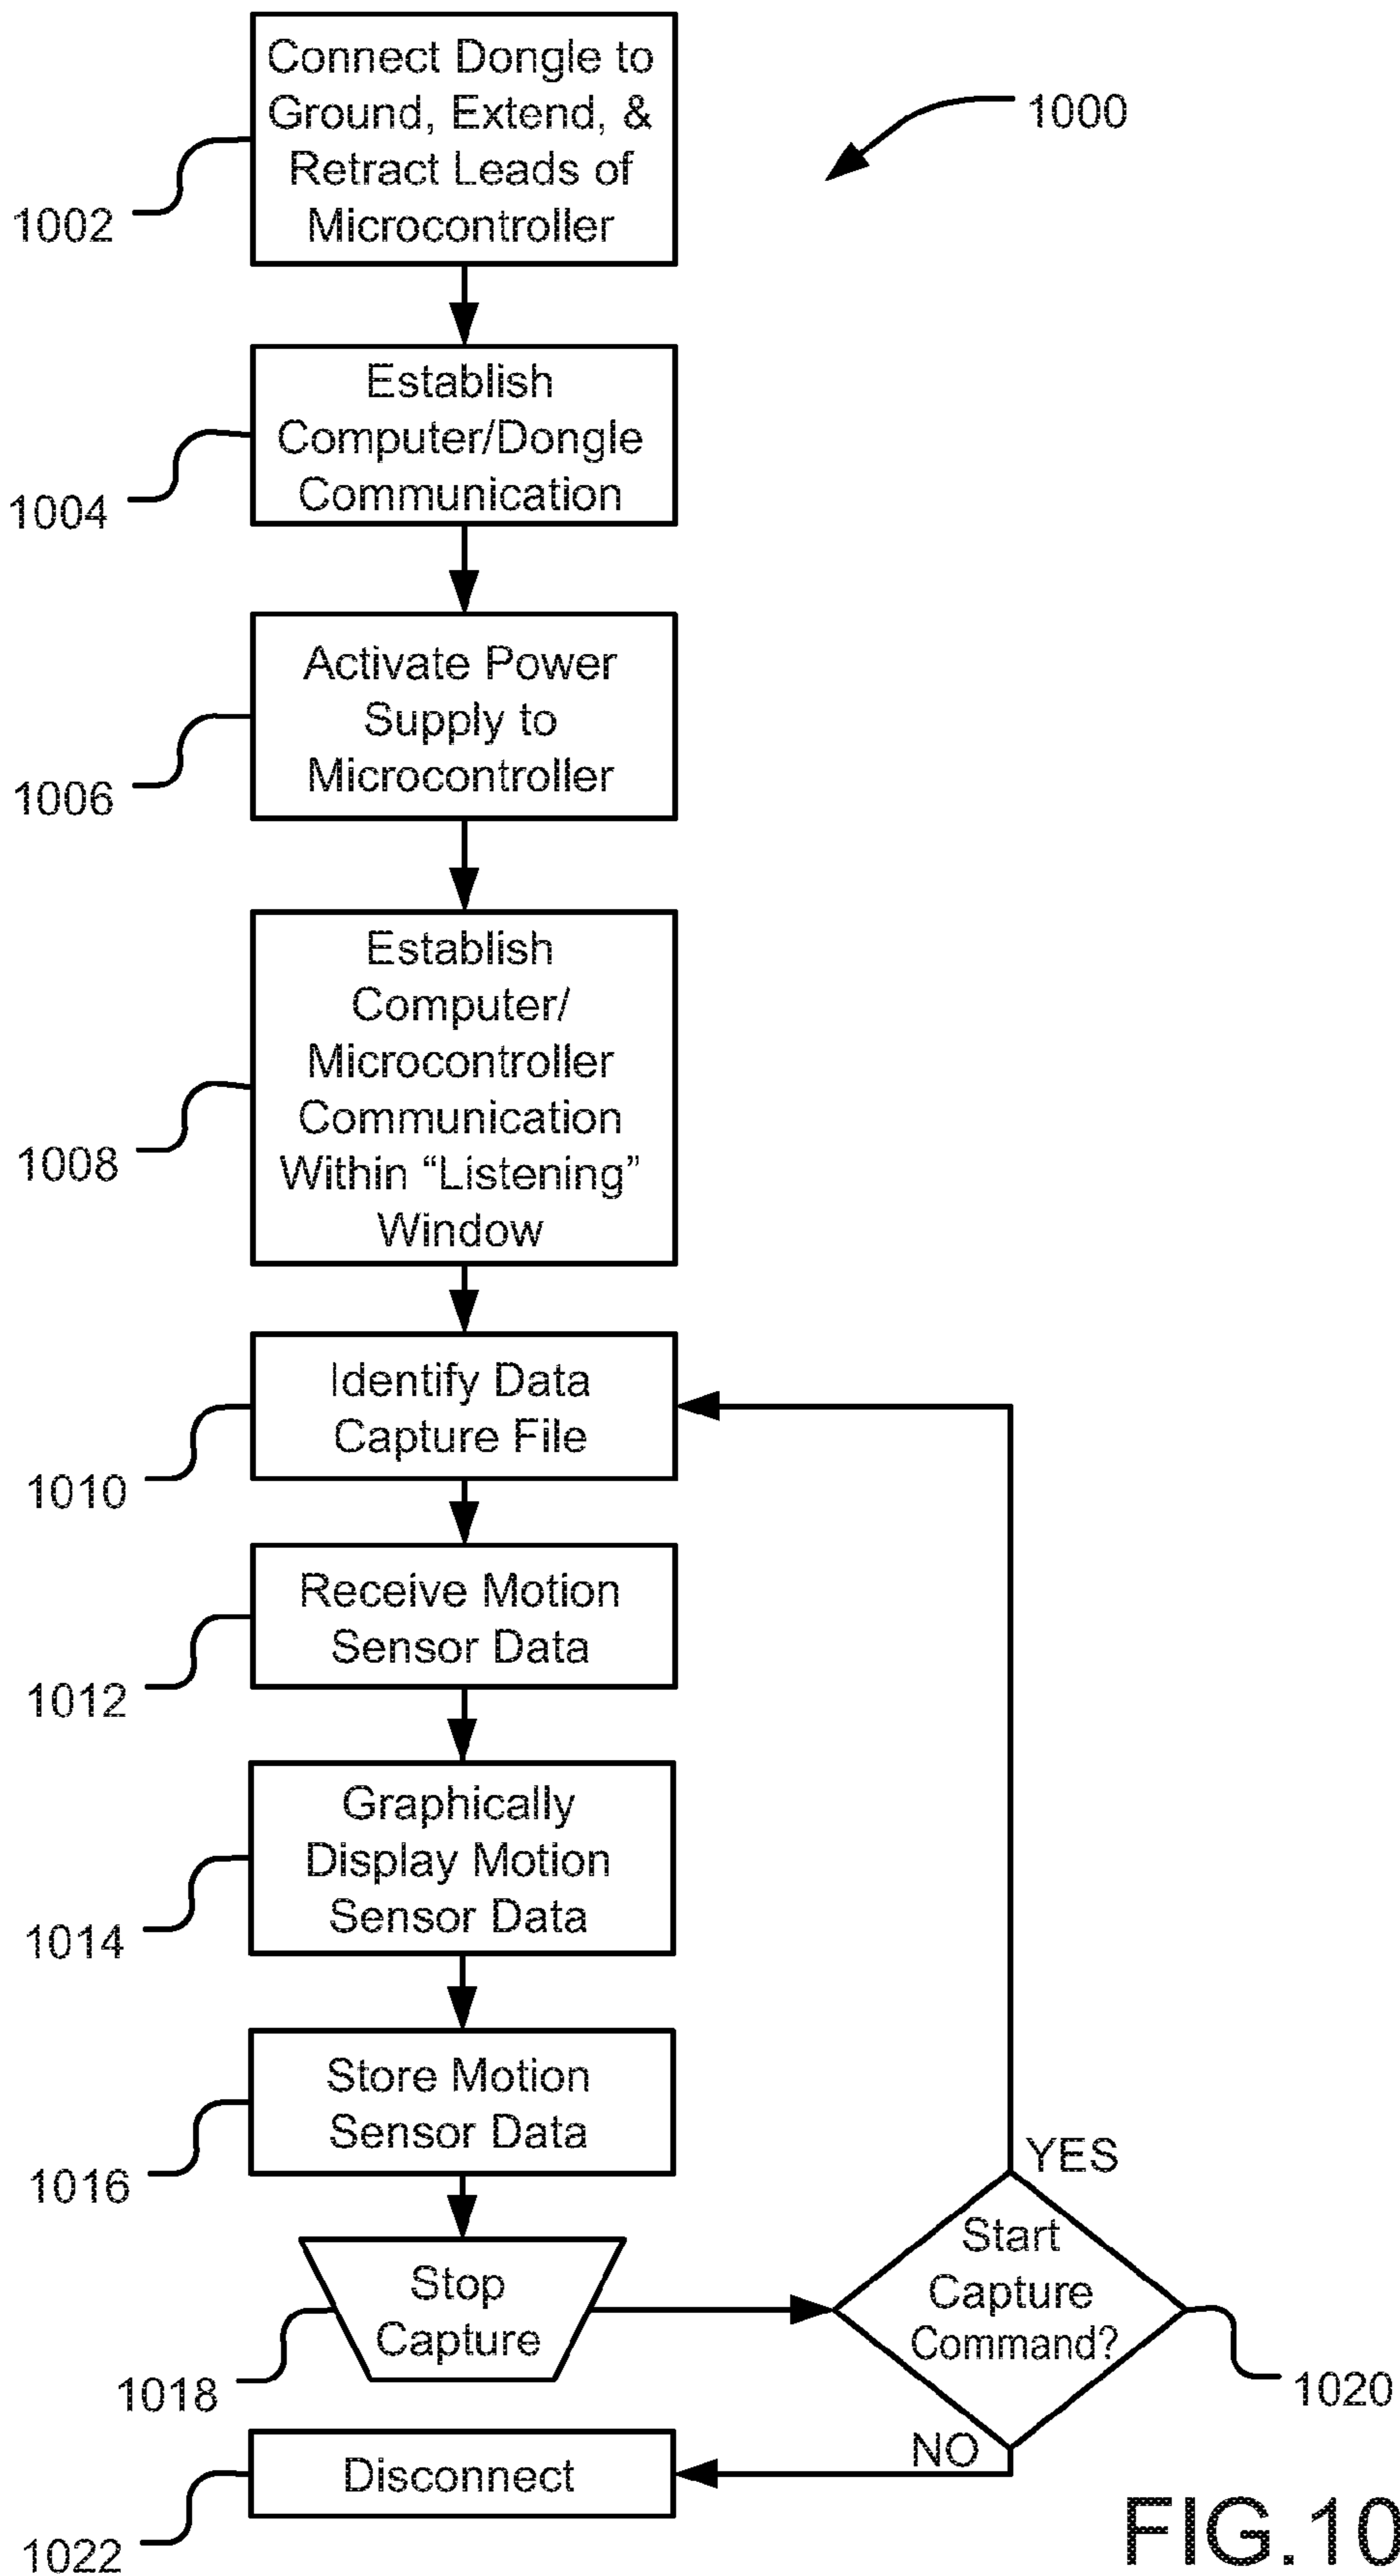 Connect Dongle to
Ground, Extend, &
Retract Leads of
Microcontroller
1000
1002
Establish
Computer/Dongle
Communication
1004
Activate Power
Supply to
Microcontroller
1006
Establish
Computer/
Microcontroller
Communication
Within “Listening”
Window
1008
Identify Data
Capture File
1010
Receive Motion
Sensor Data
1012
Graphically
Display Motion
Sensor Data
1014
Store Motion
Sensor Data
1016
YES
Start
Capture
Command?
Stop
Capture
1018
1020
NO
Disconnect
1022
FIG.10